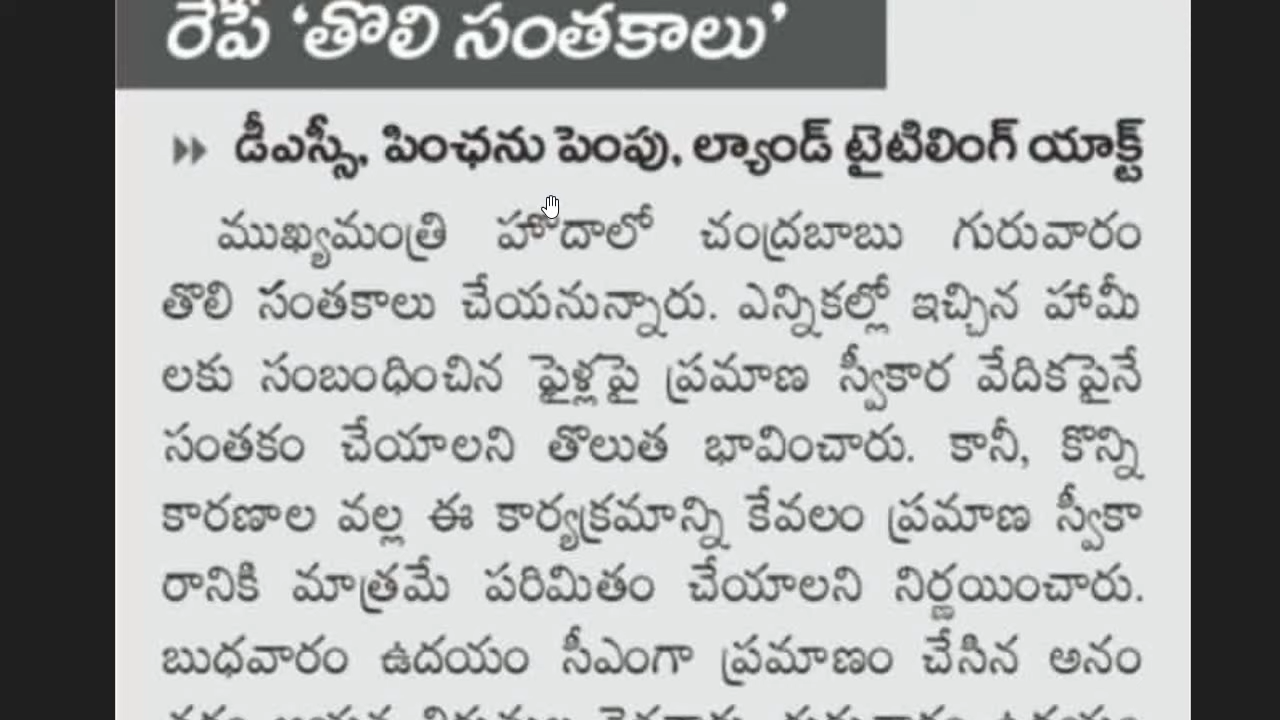 రేపే ‘తొలి సంతకాలు’
డీఎస్సీ, పింఛను పెంపు, ల్యాండ్ టైటిలింగ్ యాక్ట్
ముఖ్యమంత్రి హోదాలో చంద్రబాబు గురువారం
తొలి సంతకాలు చేయనున్నారు. ఎన్నికల్లో ఇచ్చిన హామీ
లకు సంబంధించిన ఫైళ్లపై ప్రమాణ స్వీకార వేదికపైనే
సంతకం చేయాలని తొలుత భావించారు. కానీ, కొన్ని
కారణాల వల్ల ఈ కార్యక్రమాన్ని కేవలం ప్రమాణ స్వీకా
రానికి మాత్రమే పరిమితం చేయాలని నిర్ణయించారు.
బుధవారం ఉదయం సీఎంగా ప్రమాణం చేసిన అనం